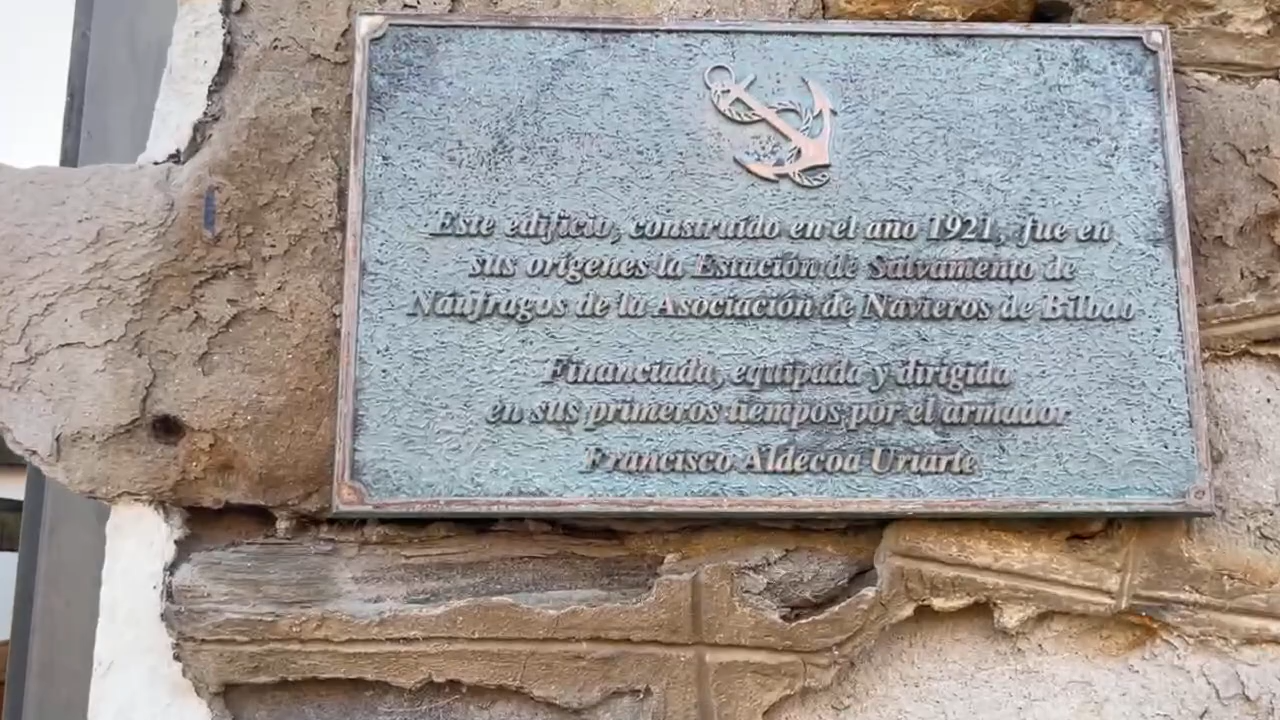 Este edificio, construido en el año 1921, fue en
sus orígenes la Estación de Salvamento de
Náufragos de la Asociación de Navieros de Bilbao
Financiada, equipada y dirigida
en sus primeros tiempos por el armador
Francisco Aldecoa Uriarte